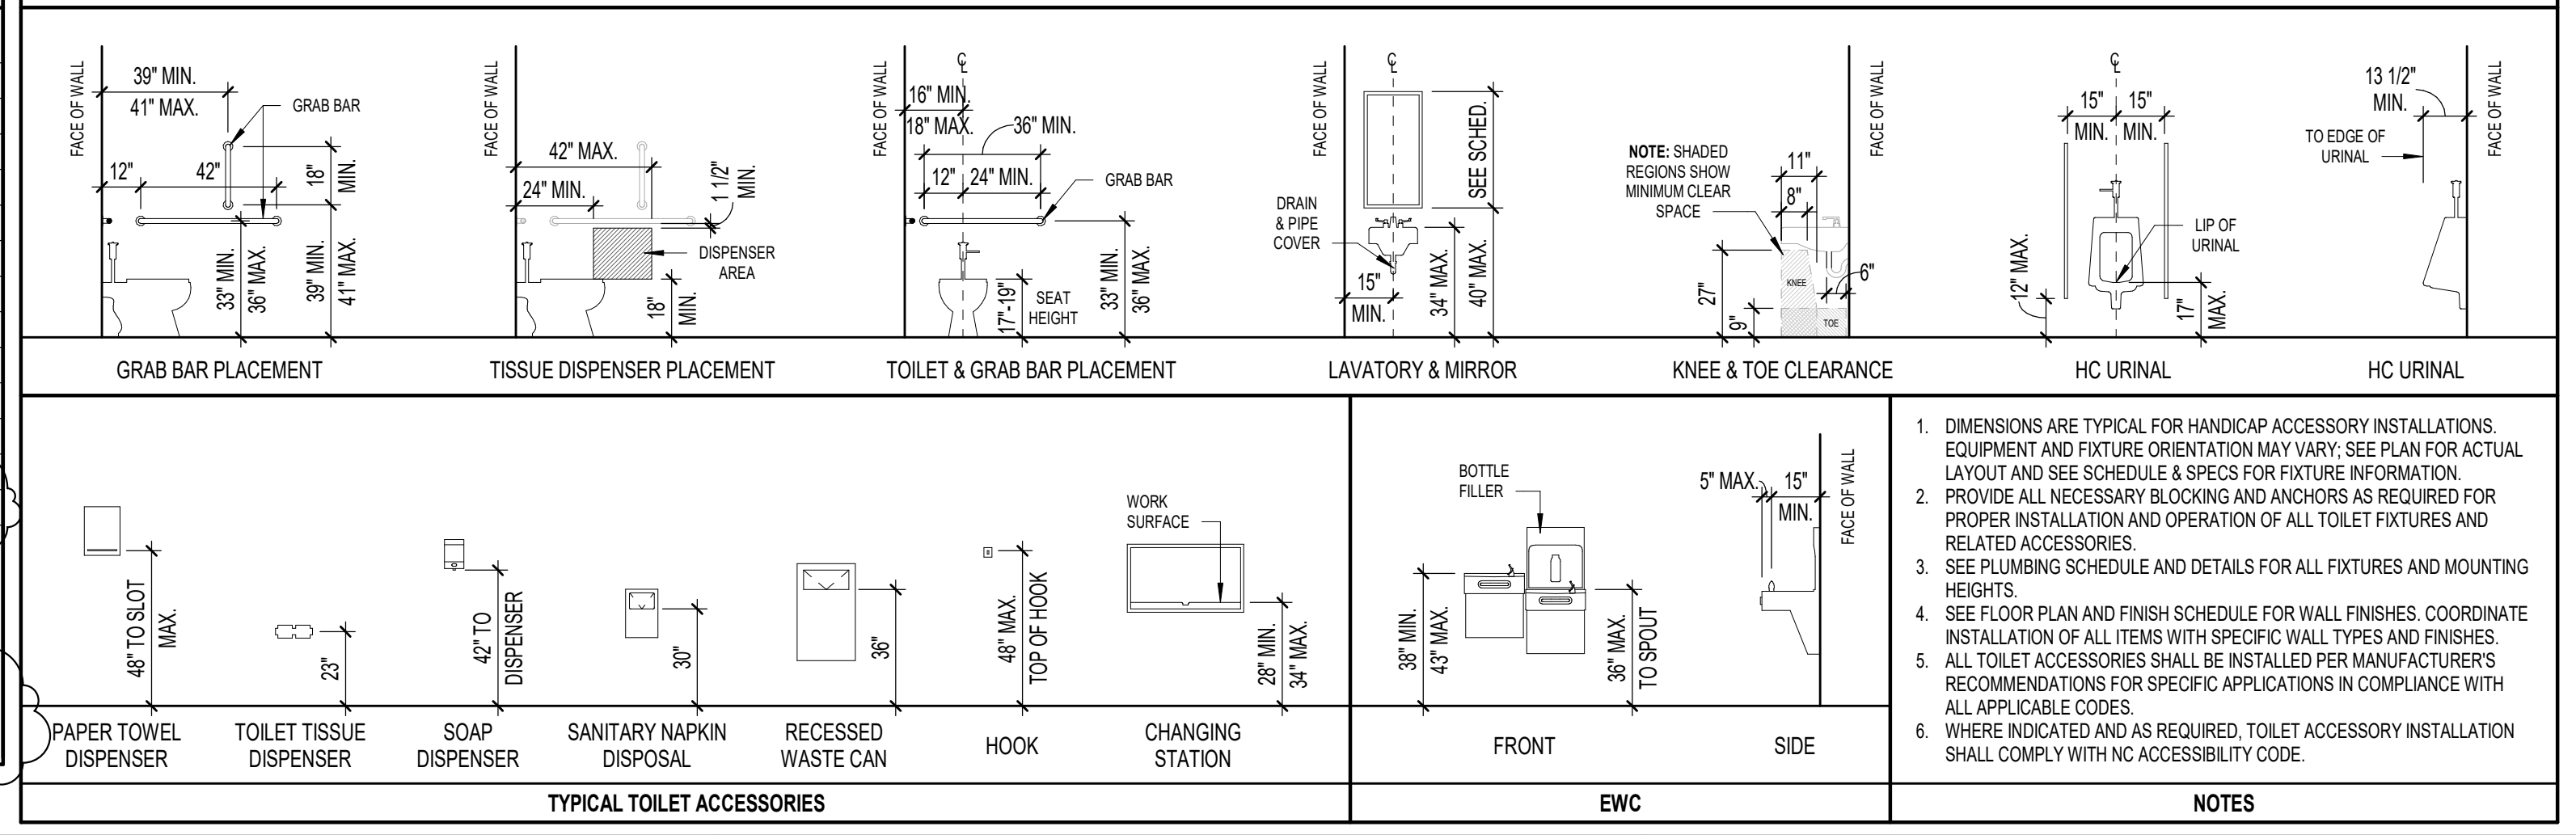 FACE OF WALL
39" MIN.
41" MAX.
GRAB BAR
12"
42"
18"
MIN.
33" MIN.
36" MAX.
39" MIN.
41" MAX.
GRAB BAR PLACEMENT
FACE OF WALL
42" MAX.
24" MIN.
1 1/2"
MIN.
DISPENSER
AREA
18"
MIN.
TISSUE DISPENSER PLACEMENT
FACE OF WALL
℄
16" MIN.
18" MAX.
36" MIN.
12"
24" MIN.
GRAB BAR
17"-19"
SEAT
HEIGHT
33" MIN.
36" MAX.
TOILET & GRAB BAR PLACEMENT
FACE OF WALL
℄
SEE SCHED.
DRAIN
& PIPE
COVER
15"
MIN.
34" MAX.
40" MAX.
LAVATORY & MIRROR
NOTE: SHADED
REGIONS SHOW
MINIMUM CLEAR
SPACE
11"
8"
FACE OF WALL
27"
9"
KNEE
TOE
6"
KNEE & TOE CLEARANCE
℄
15"
MIN.
15"
MIN.
LIP OF
URINAL
12" MAX.
17"
MAX.
HC URINAL
13 1/2"
MIN.
TO EDGE OF
URINAL
FACE OF WALL
HC URINAL
48" TO SLOT
MAX.
PAPER TOWEL
DISPENSER
23"
TOILET TISSUE
DISPENSER
42" TO
DISPENSER
SOAP
DISPENSER
30"
SANITARY NAPKIN
DISPOSAL
36"
RECESSED
WASTE CAN
48" MAX.
TOP OF HOOK
HOOK
WORK
SURFACE
28" MIN.
34" MAX.
CHANGING
STATION
TYPICAL TOILET ACCESSORIES
BOTTLE
FILLER
38" MIN.
43" MAX.
36" MAX.
TO SPOUT
FRONT
5" MAX.
15"
MIN.
FACE OF WALL
SIDE
EWC
1. DIMENSIONS ARE TYPICAL FOR HANDICAP ACCESSORY INSTALLATIONS.
EQUIPMENT AND FIXTURE ORIENTATION MAY VARY; SEE PLAN FOR ACTUAL
LAYOUT AND SEE SCHEDULE & SPECS FOR FIXTURE INFORMATION.
2. PROVIDE ALL NECESSARY BLOCKING AND ANCHORS AS REQUIRED FOR
PROPER INSTALLATION AND OPERATION OF ALL TOILET FIXTURES AND
RELATED ACCESSORIES.
3. SEE PLUMBING SCHEDULE AND DETAILS FOR ALL FIXTURES AND MOUNTING
HEIGHTS.
4. SEE FLOOR PLAN AND FINISH SCHEDULE FOR WALL FINISHES. COORDINATE
INSTALLATION OF ALL ITEMS WITH SPECIFIC WALL TYPES AND FINISHES.
5. ALL TOILET ACCESSORIES SHALL BE INSTALLED PER MANUFACTURER'S
RECOMMENDATIONS FOR SPECIFIC APPLICATIONS IN COMPLIANCE WITH
ALL APPLICABLE CODES.
6. WHERE INDICATED AND AS REQUIRED, TOILET ACCESSORY INSTALLATION
SHALL COMPLY WITH NC ACCESSIBILITY CODE.
NOTES